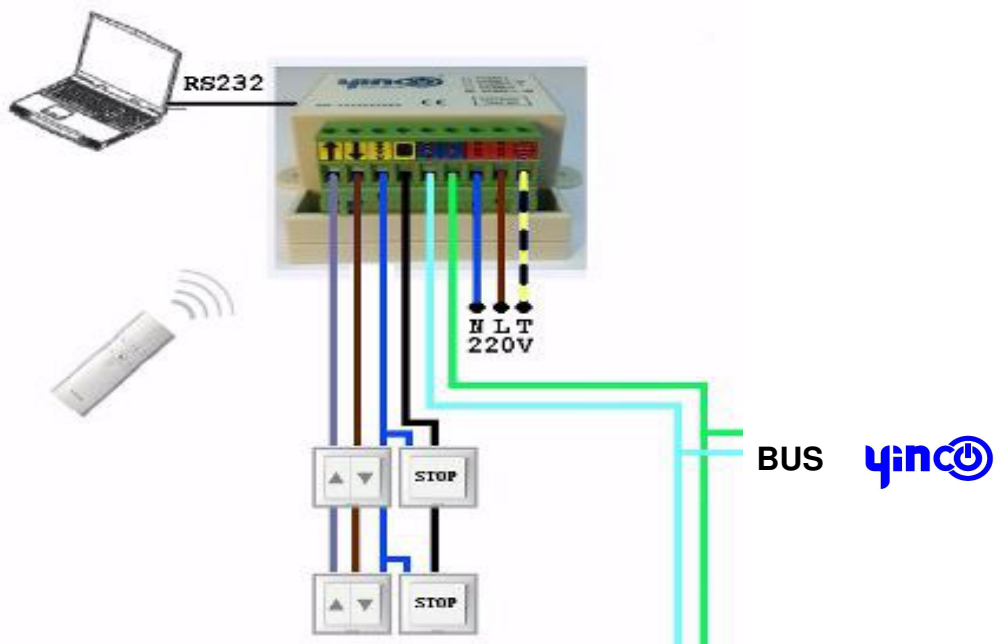 RS232
yinco
CE
N L T
220V
STOP
BUS yinco
STOP